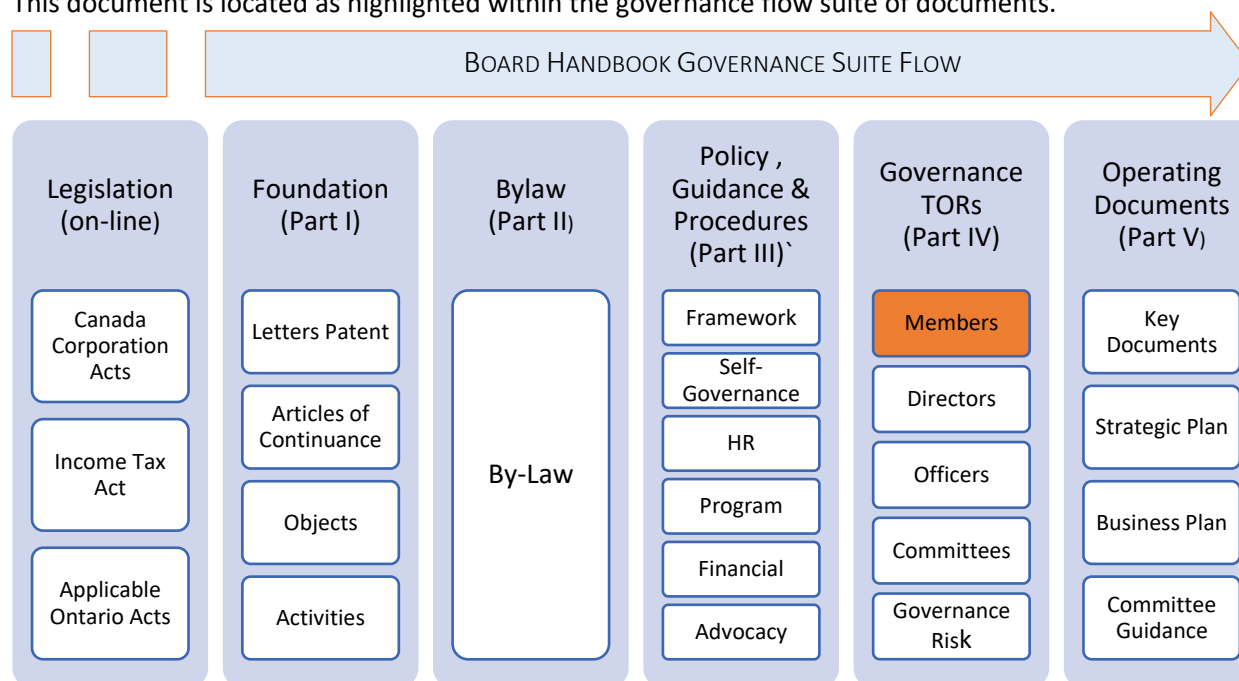 This document is located as highlighted within the governance flow suite of documents.
BOARD HANDBOOK GOVERNANCE SUITE FLOW
Legislation
(on-line)
Canada
Corporation
Acts
Income Tax
Act
Applicable
Ontario Acts
Foundation
(Part I)
Letters Patent
Articles of
Continuance
Objects
Activities
Bylaw
(Part II)
By-Law
Policy ,
Guidance &
Procedures
(Part III)`
Framework
Self-
Governance
HR
Program
Financial
Advocacy
Governance
TORs
(Part IV)
Members
Directors
Officers
Committees
Governance
Risk
Operating
Documents
(Part V)
Key
Documents
Strategic Plan
Business Plan
Committee
Guidance